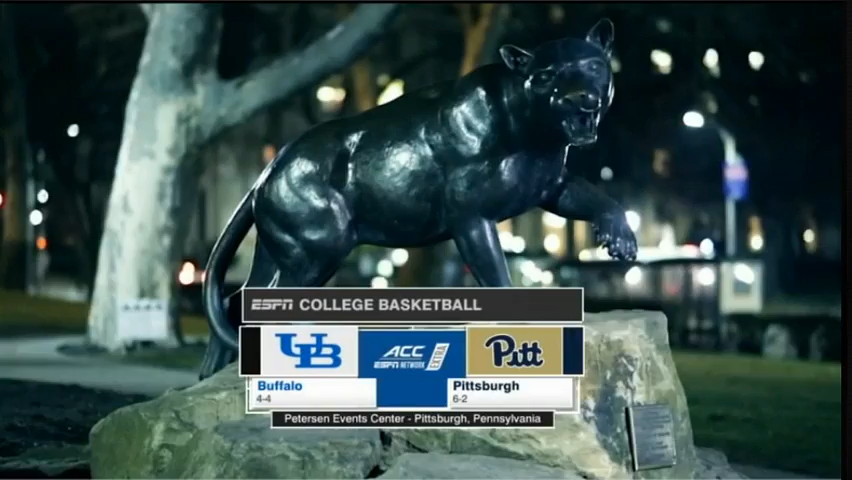 ESPN COLLEGE BASKETBALL
UB
ACC
ESPN NETWORK
EXTRA
Pitt
Buffalo
4-4
Pittsburgh
6-2
Petersen Events Center - Pittsburgh, Pennsylvania